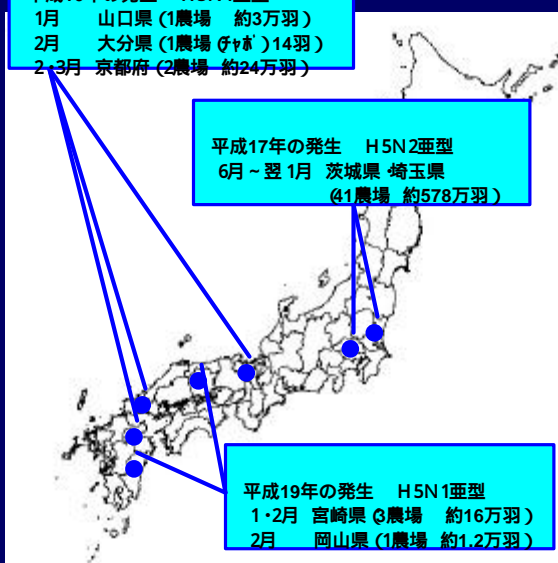 1月 山口県(1農場 約3万羽)
2月 大分県(1農場(チャボ)14羽)
2・3月 京都府(2農場 約24万羽)
平成17年の発生 H5N2亜型
6月~翌1月 茨城県・埼玉県
(41農場 約578万羽)
平成19年の発生 H5N1亜型
1・2月 宮崎県(3農場 約16万羽)
2月 岡山県(1農場 約1.2万羽)